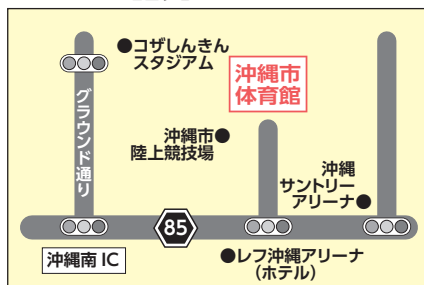 ●コザしんきん
スタジアム
沖縄市
体育館
グラウンド通り
沖縄市●
陸上競技場
沖縄
サントリー
アリーナ●
85
沖縄南IC
●レフ沖縄アリーナ
(ホテル)